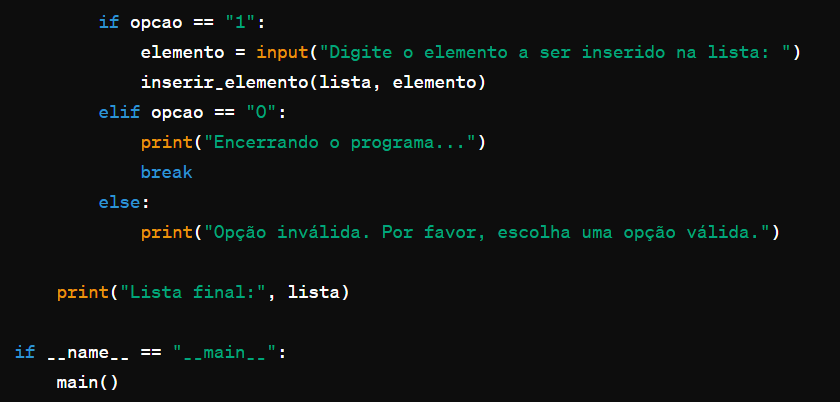 if opcao == "1":
elemento = input("Digite o elemento a ser inserido na lista: ")
inserir_elemento(lista, elemento)
elif opcao == "0":
print("Encerrando o programa...")
break
else:
print("Opção inválida. Por favor, escolha uma opção válida.")
print("Lista final:", lista)
if __name__ == "__main__":
main()